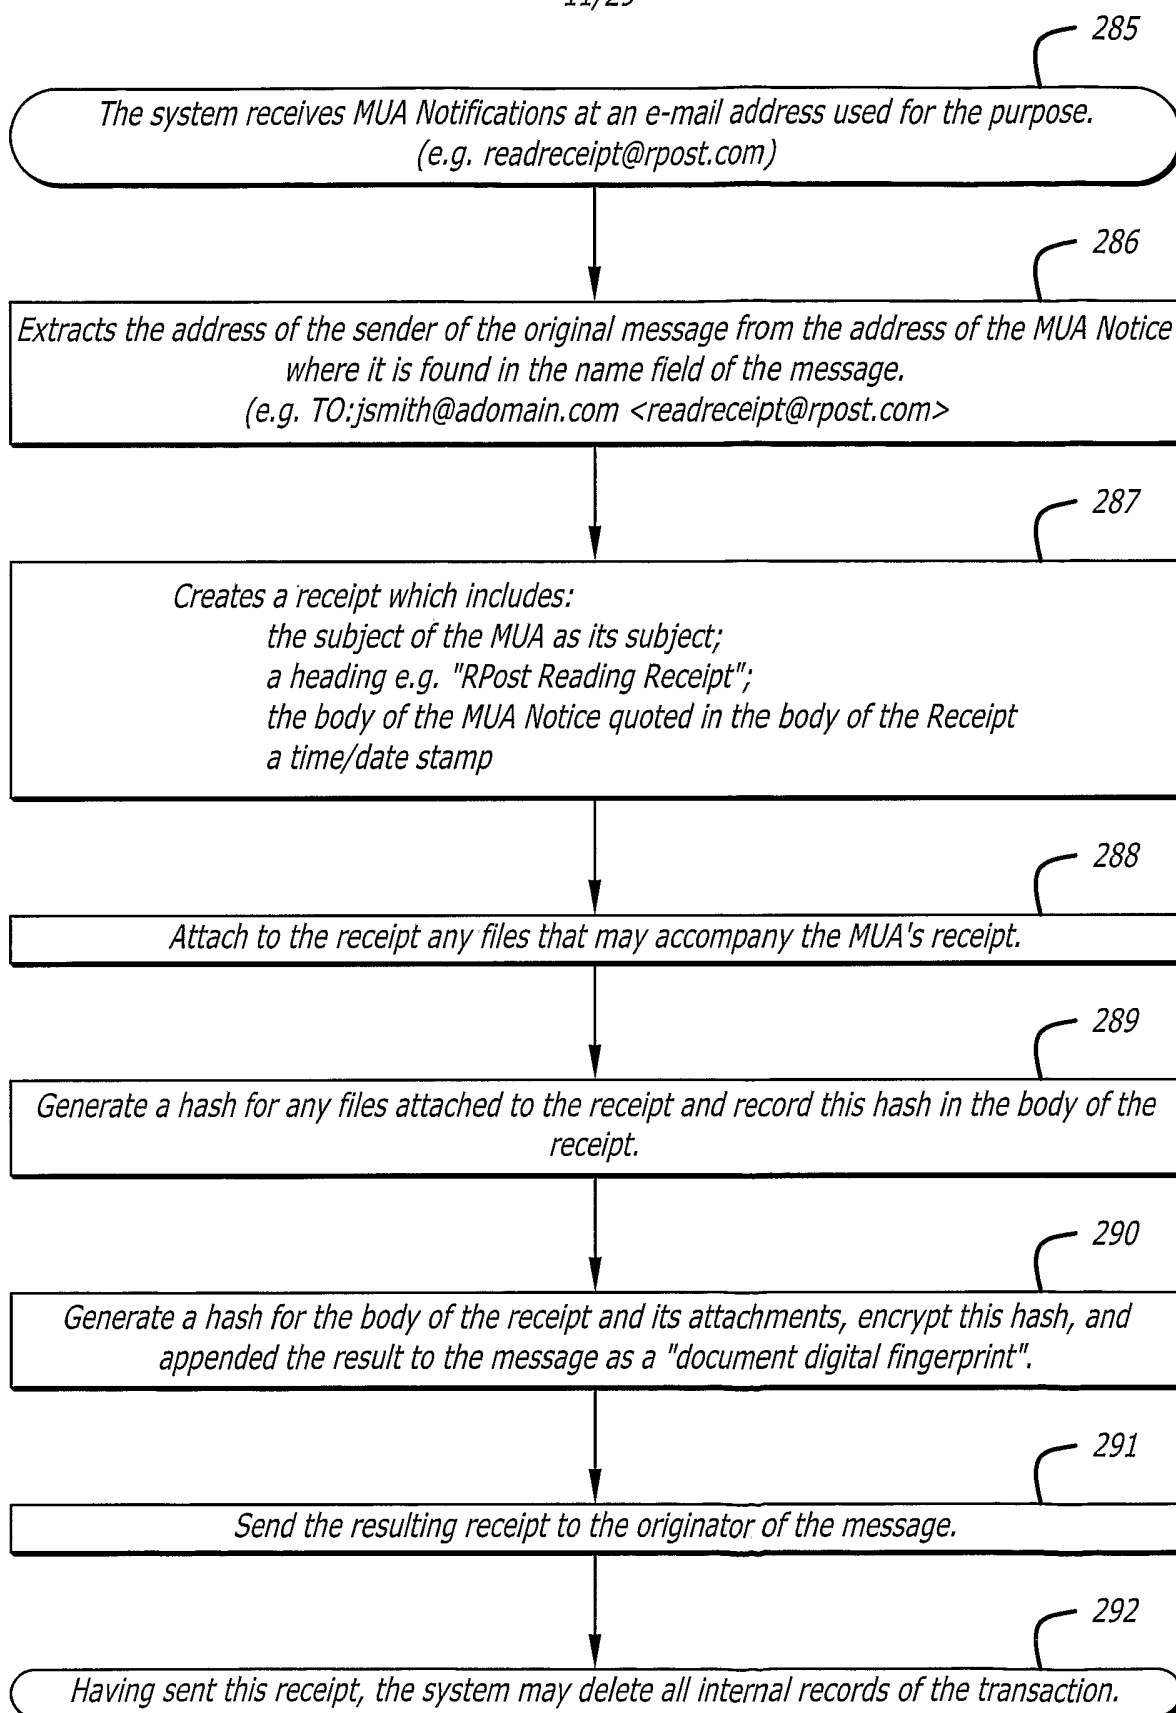 285
The system receives MUA Notifications at an e-mail address used for the purpose.
(e.g. readreceipt@rpost.com)
286
Extracts the address of the sender of the original message from the address of the MUA Notice
where it is found in the name field of the message.
(e.g. TO:jsmith@adomain.com <readreceipt@rpost.com>
287
Creates a receipt which includes:
the subject of the MUA as its subject;
a heading e.g. "RPost Reading Receipt";
the body of the MUA Notice quoted in the body of the Receipt
a time/date stamp
288
Attach to the receipt any files that may accompany the MUA's receipt.
289
Generate a hash for any files attached to the receipt and record this hash in the body of the
receipt.
290
Generate a hash for the body of the receipt and its attachments, encrypt this hash, and
appended the result to the message as a "document digital fingerprint".
291
Send the resulting receipt to the originator of the message.
292
Having sent this receipt, the system may delete all internal records of the transaction.